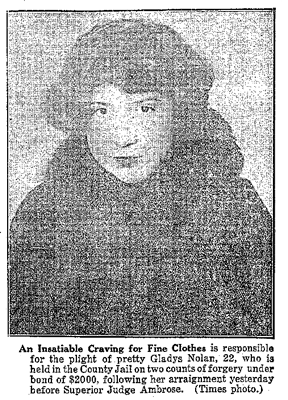 An Insatiable Craving for Fine Clothes is responsible
for the plight of pretty Gladys Nolan, 22, who is
held in the County Jail on two counts of forgery under
bond of $2000, following her arraignment yesterday
before Superior Judge Ambrose. (Times photo.)